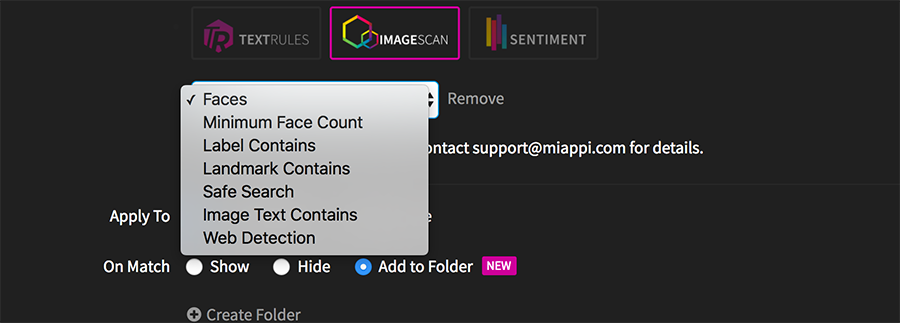 TEXTRULES IMAGESCAN SENTIMENT
Faces Remove
Minimum Face Count
Label Contains
ontact support@miappi.com for details.
Landmark Contains
Safe Search
Apply To Image Text Contains e
Web Detection
On Match Show Hide Add to Folder NEW
Create Folder